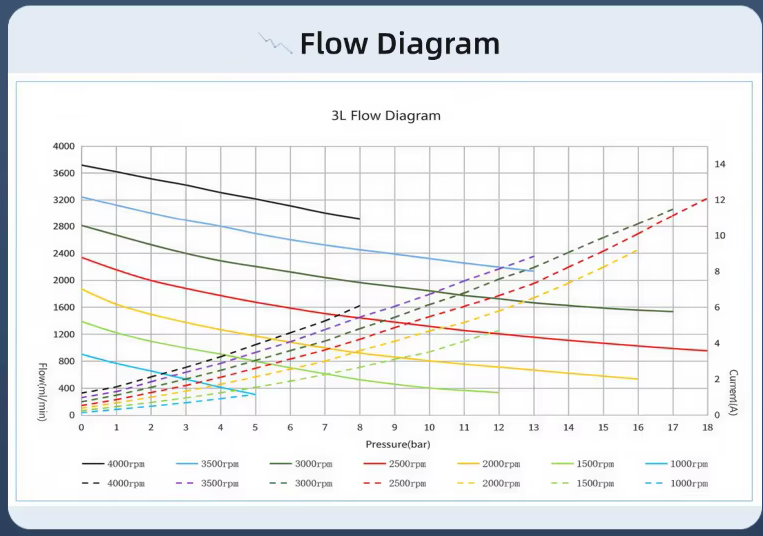 Flow Diagram
3L Flow Diagram
4000
3600
3200
2800
2400
2000
1600
1200
800
400
0
14
12
10
8
6
4
2
0
Flow(ml/min)
Current(A)
0 1 2 3 4 5 6 7 8 9 10 11 12 13 14 15 16 17 18
Pressure(bar)
4000rpm 3500rpm 3000rpm 2500rpm 2000rpm 1500rpm 1000rpm
4000rpm 3500rpm 3000rpm 2500rpm 2000rpm 1500rpm 1000rpm